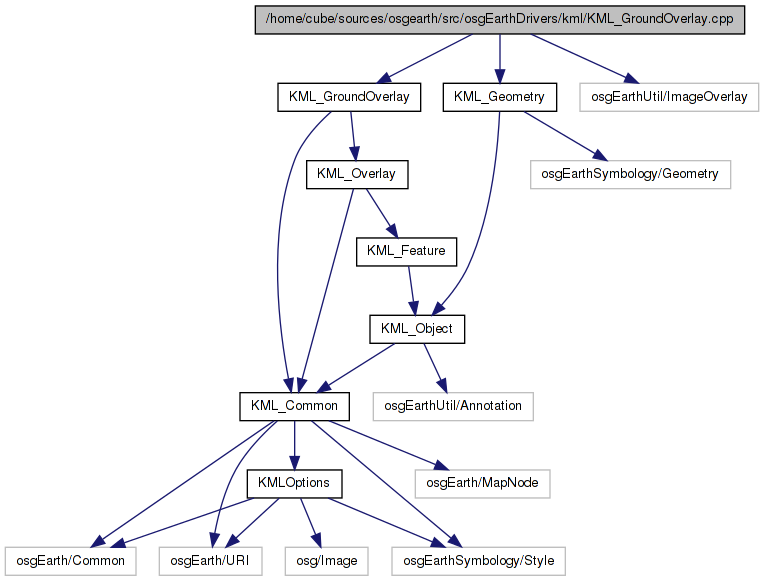 /home/cube/sources/osgearth/src/osgEarthDrivers/kml/KML_GroundOverlay.cpp
KML_GroundOverlay
KML_Geometry
osgEarthUtil/ImageOverlay
KML_Overlay
osgEarthSymbology/Geometry
KML_Feature
KML_Object
KML_Common
osgEarthUtil/Annotation
KMLOptions
osgEarth/MapNode
osgEarth/Common
osgEarth/URI
osg/Image
osgEarthSymbology/Style